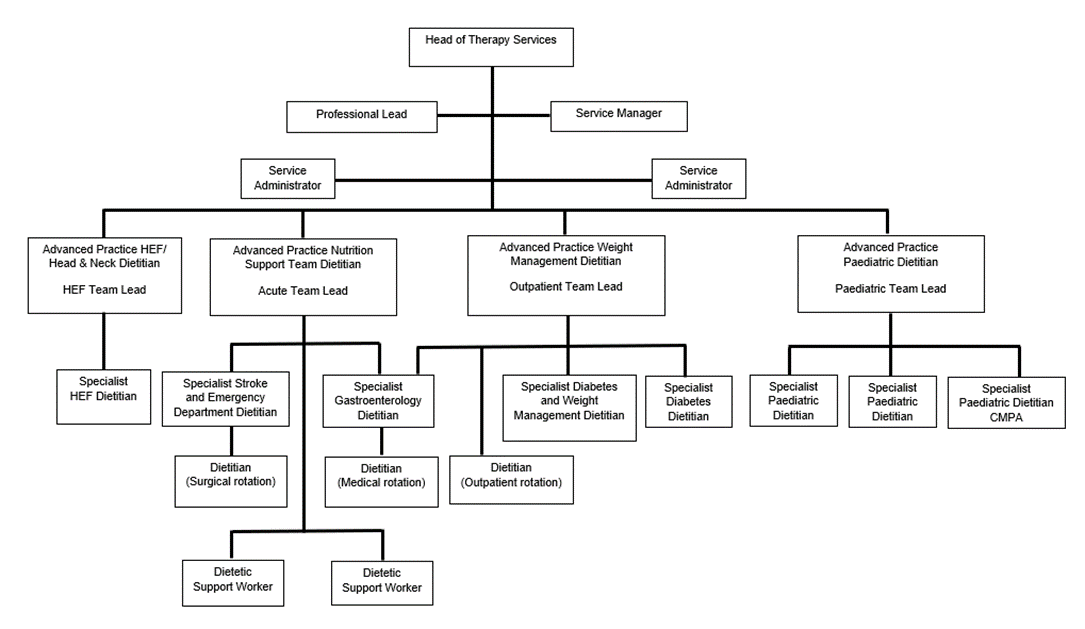 Head of Therapy Services
Professional Lead
Service Manager
Service
Administrator
Service
Administrator
Advanced Practice HEF/
Head & Neck Dietitian
HEF Team Lead
Advanced Practice Nutrition
Support Team Dietitian
Acute Team Lead
Advanced Practice Weight
Management Dietitian
Outpatient Team Lead
Advanced Practice
Paediatric Dietitian
Paediatric Team Lead
Specialist
HEF Dietitian
Specialist Stroke
and Emergency
Department Dietitian
Specialist
Gastroenterology
Dietitian
Specialist Diabetes
and Weight
Management Dietitian
Specialist
Diabetes
Dietitian
Specialist
Paediatric
Dietitian
Specialist
Paediatric
Dietitian
Specialist
Paediatric Dietitian
CMPA
Dietitian
(Surgical rotation)
Dietitian
(Medical rotation)
Dietitian
(Outpatient rotation)
Dietetic
Support Worker
Dietetic
Support Worker